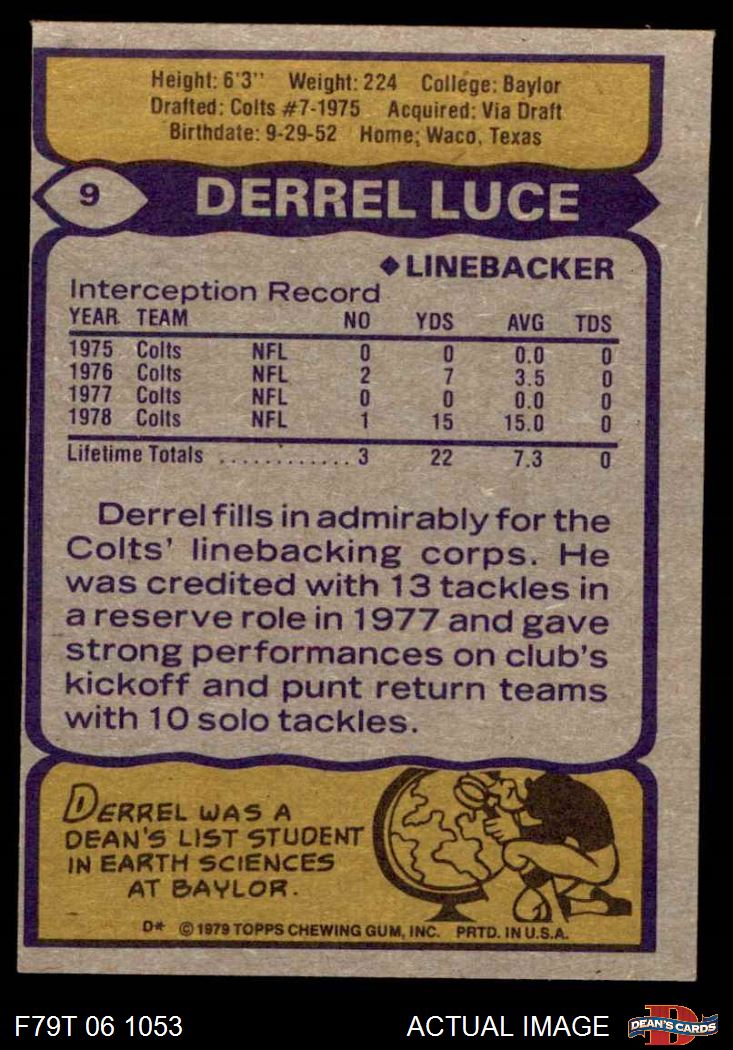 Height: 6'3" Weight: 224 College: Baylor
Drafted: Colts #7-1975 Acquired: Via Draft
Birthdate: 9-29-52 Home; Waco, Texas
9 DERREL LUCE
◆LINEBACKER
Interception Record
YEAR TEAM NO YDS AVG TDS
1975 Colts NFL 0 0 0.0 0
1976 Colts NFL 2 7 3.5 0
1977 Colts NFL 0 0 0.0 0
1978 Colts NFL 1 15 15.0 0
Lifetime Totals ............ 3 22 7.3 0
Derrel fills in admirably for the
Colts' linebacking corps. He
was credited with 13 tackles in
a reserve role in 1977 and gave
strong performances on club's
kickoff and punt return teams
with 10 solo tackles.
DERREL WAS A
DEAN'S LIST STUDENT
IN EARTH SCIENCES
AT BAYLOR.
D* © 1979 TOPPS CHEWING GUM, INC. PRTD. IN U.S.A.
F79T 06 1053 ACTUAL IMAGE D DEAN'S CARDS